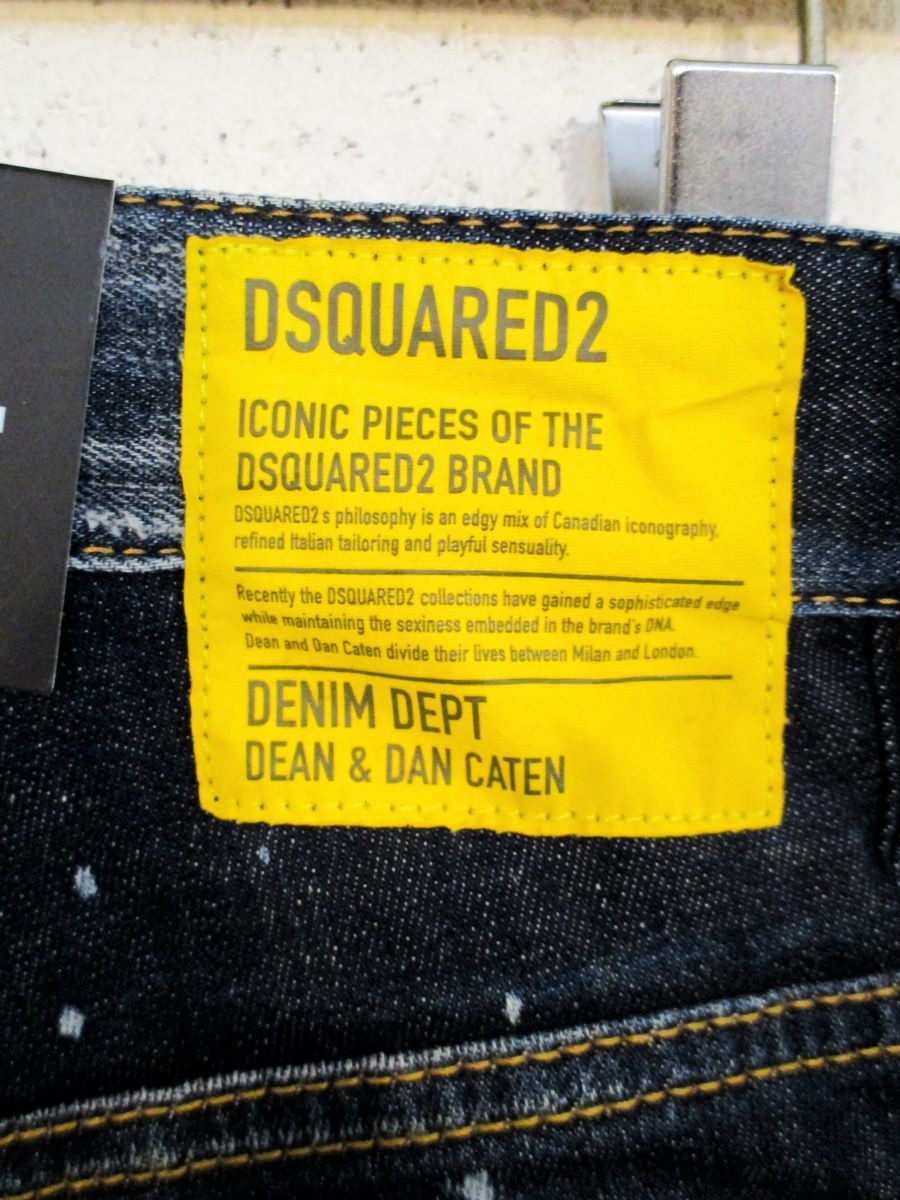 DSQUARED2
ICONIC PIECES OF THE
DSQUARED2 BRAND
DSQUARED2 s philosophy is an edgy mix of Canadian iconography,
refined Italian tailoring and playful sensuality.
Recently the DSQUARED2 collections have gained a sophisticated edge
while maintaining the sexiness embedded in the brand's DNA.
Dean and Dan Caten divide their lives between Milan and London.
DENIM DEPT
DEAN & DAN CATEN